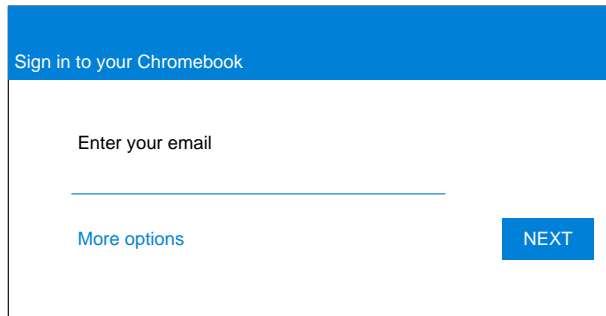 Sign in to your Chromebook
Enter your email
More options
NEXT